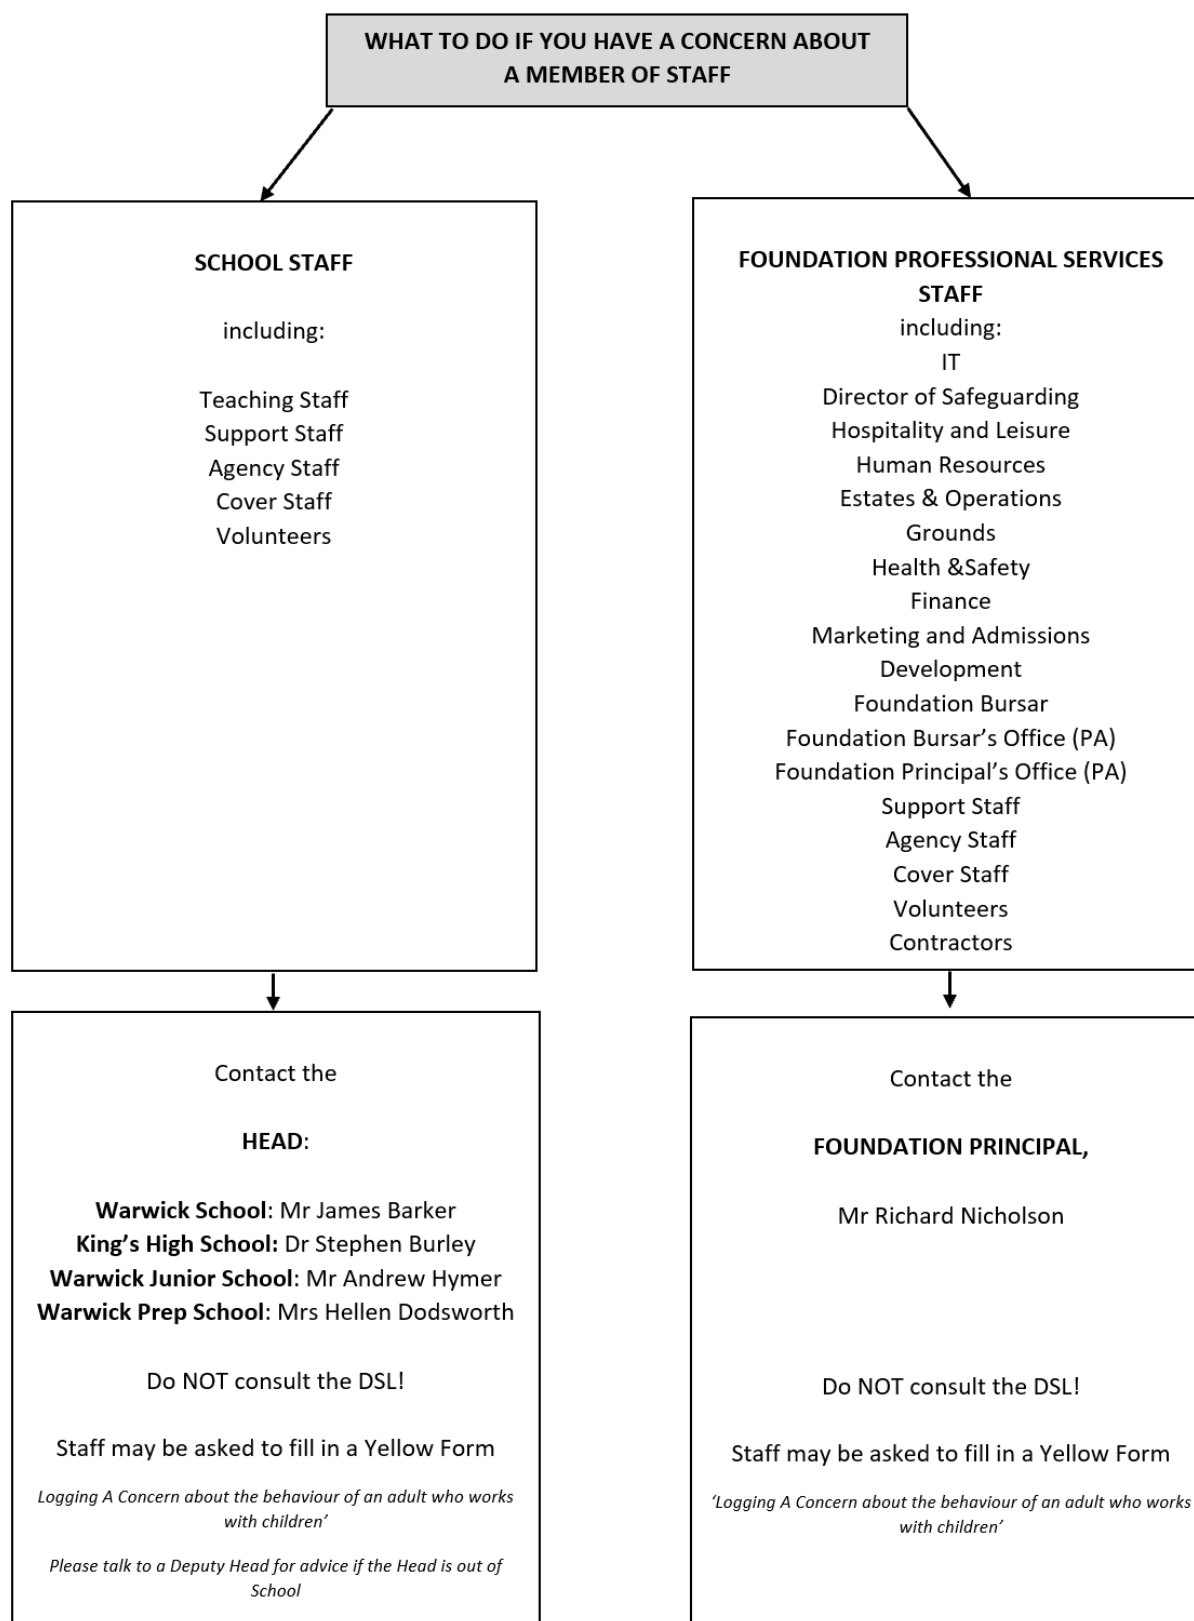 WHAT TO DO IF YOU HAVE A CONCERN ABOUT
A MEMBER OF STAFF
SCHOOL STAFF
including:
Teaching Staff
Support Staff
Agency Staff
Cover Staff
Volunteers
FOUNDATION PROFESSIONAL SERVICES
STAFF
including:
IT
Director of Safeguarding
Hospitality and Leisure
Human Resources
Estates & Operations
Grounds
Health &Safety
Finance
Marketing and Admissions
Development
Foundation Bursar
Foundation Bursar’s Office (PA)
Foundation Principal’s Office (PA)
Support Staff
Agency Staff
Cover Staff
Volunteers
Contractors
Contact the
HEAD:
Warwick School: Mr James Barker
King’s High School: Dr Stephen Burley
Warwick Junior School: Mr Andrew Hymer
Warwick Prep School: Mrs Hellen Dodsworth
Do NOT consult the DSL!
Staff may be asked to fill in a Yellow Form
Logging A Concern about the behaviour of an adult who works
with children’
Please talk to a Deputy Head for advice if the Head is out of
School
Contact the
FOUNDATION PRINCIPAL,
Mr Richard Nicholson
Do NOT consult the DSL!
Staff may be asked to fill in a Yellow Form
‘Logging A Concern about the behaviour of an adult who works
with children’